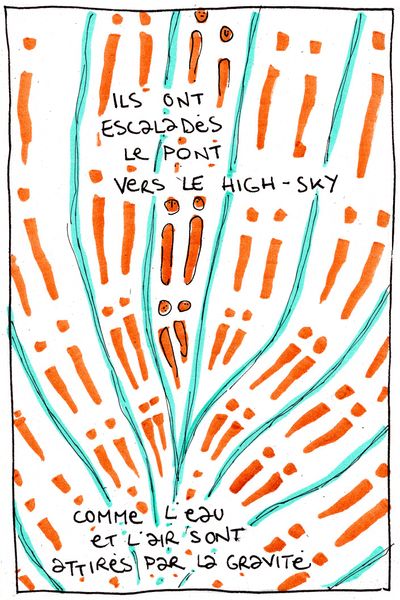 ILS ONT
ESCALADÉS
LE PONT
VERS LE HIGH-SKY
COMME L'EAU
ET L'AIR SONT
ATTIRÉS PAR LA GRAVITÉ